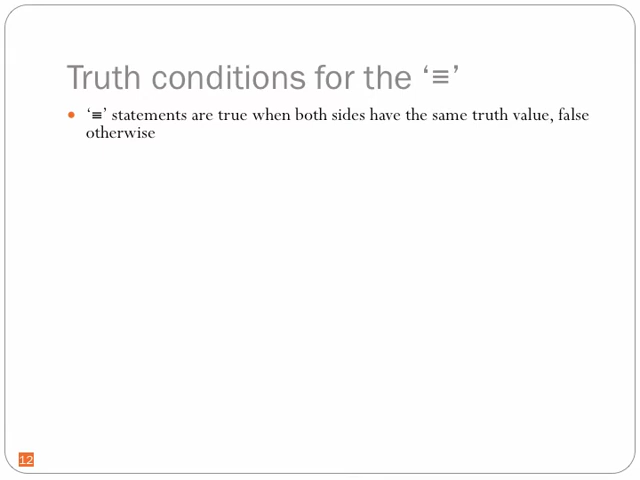 Truth conditions for the ‘≡’
‘≡’ statements are true when both sides have the same truth value, false
otherwise
12